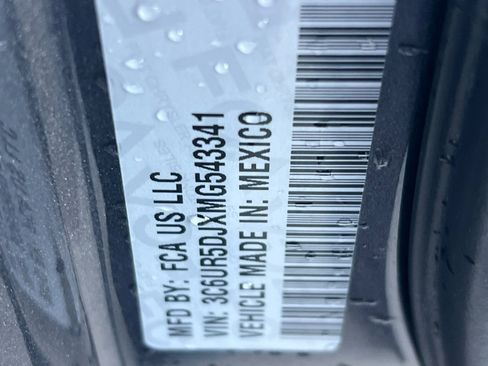 MFD BY: FCA US LLC
VIN: 3C6UR5DJXMG543341
VEHICLE MADE IN: MEXICO